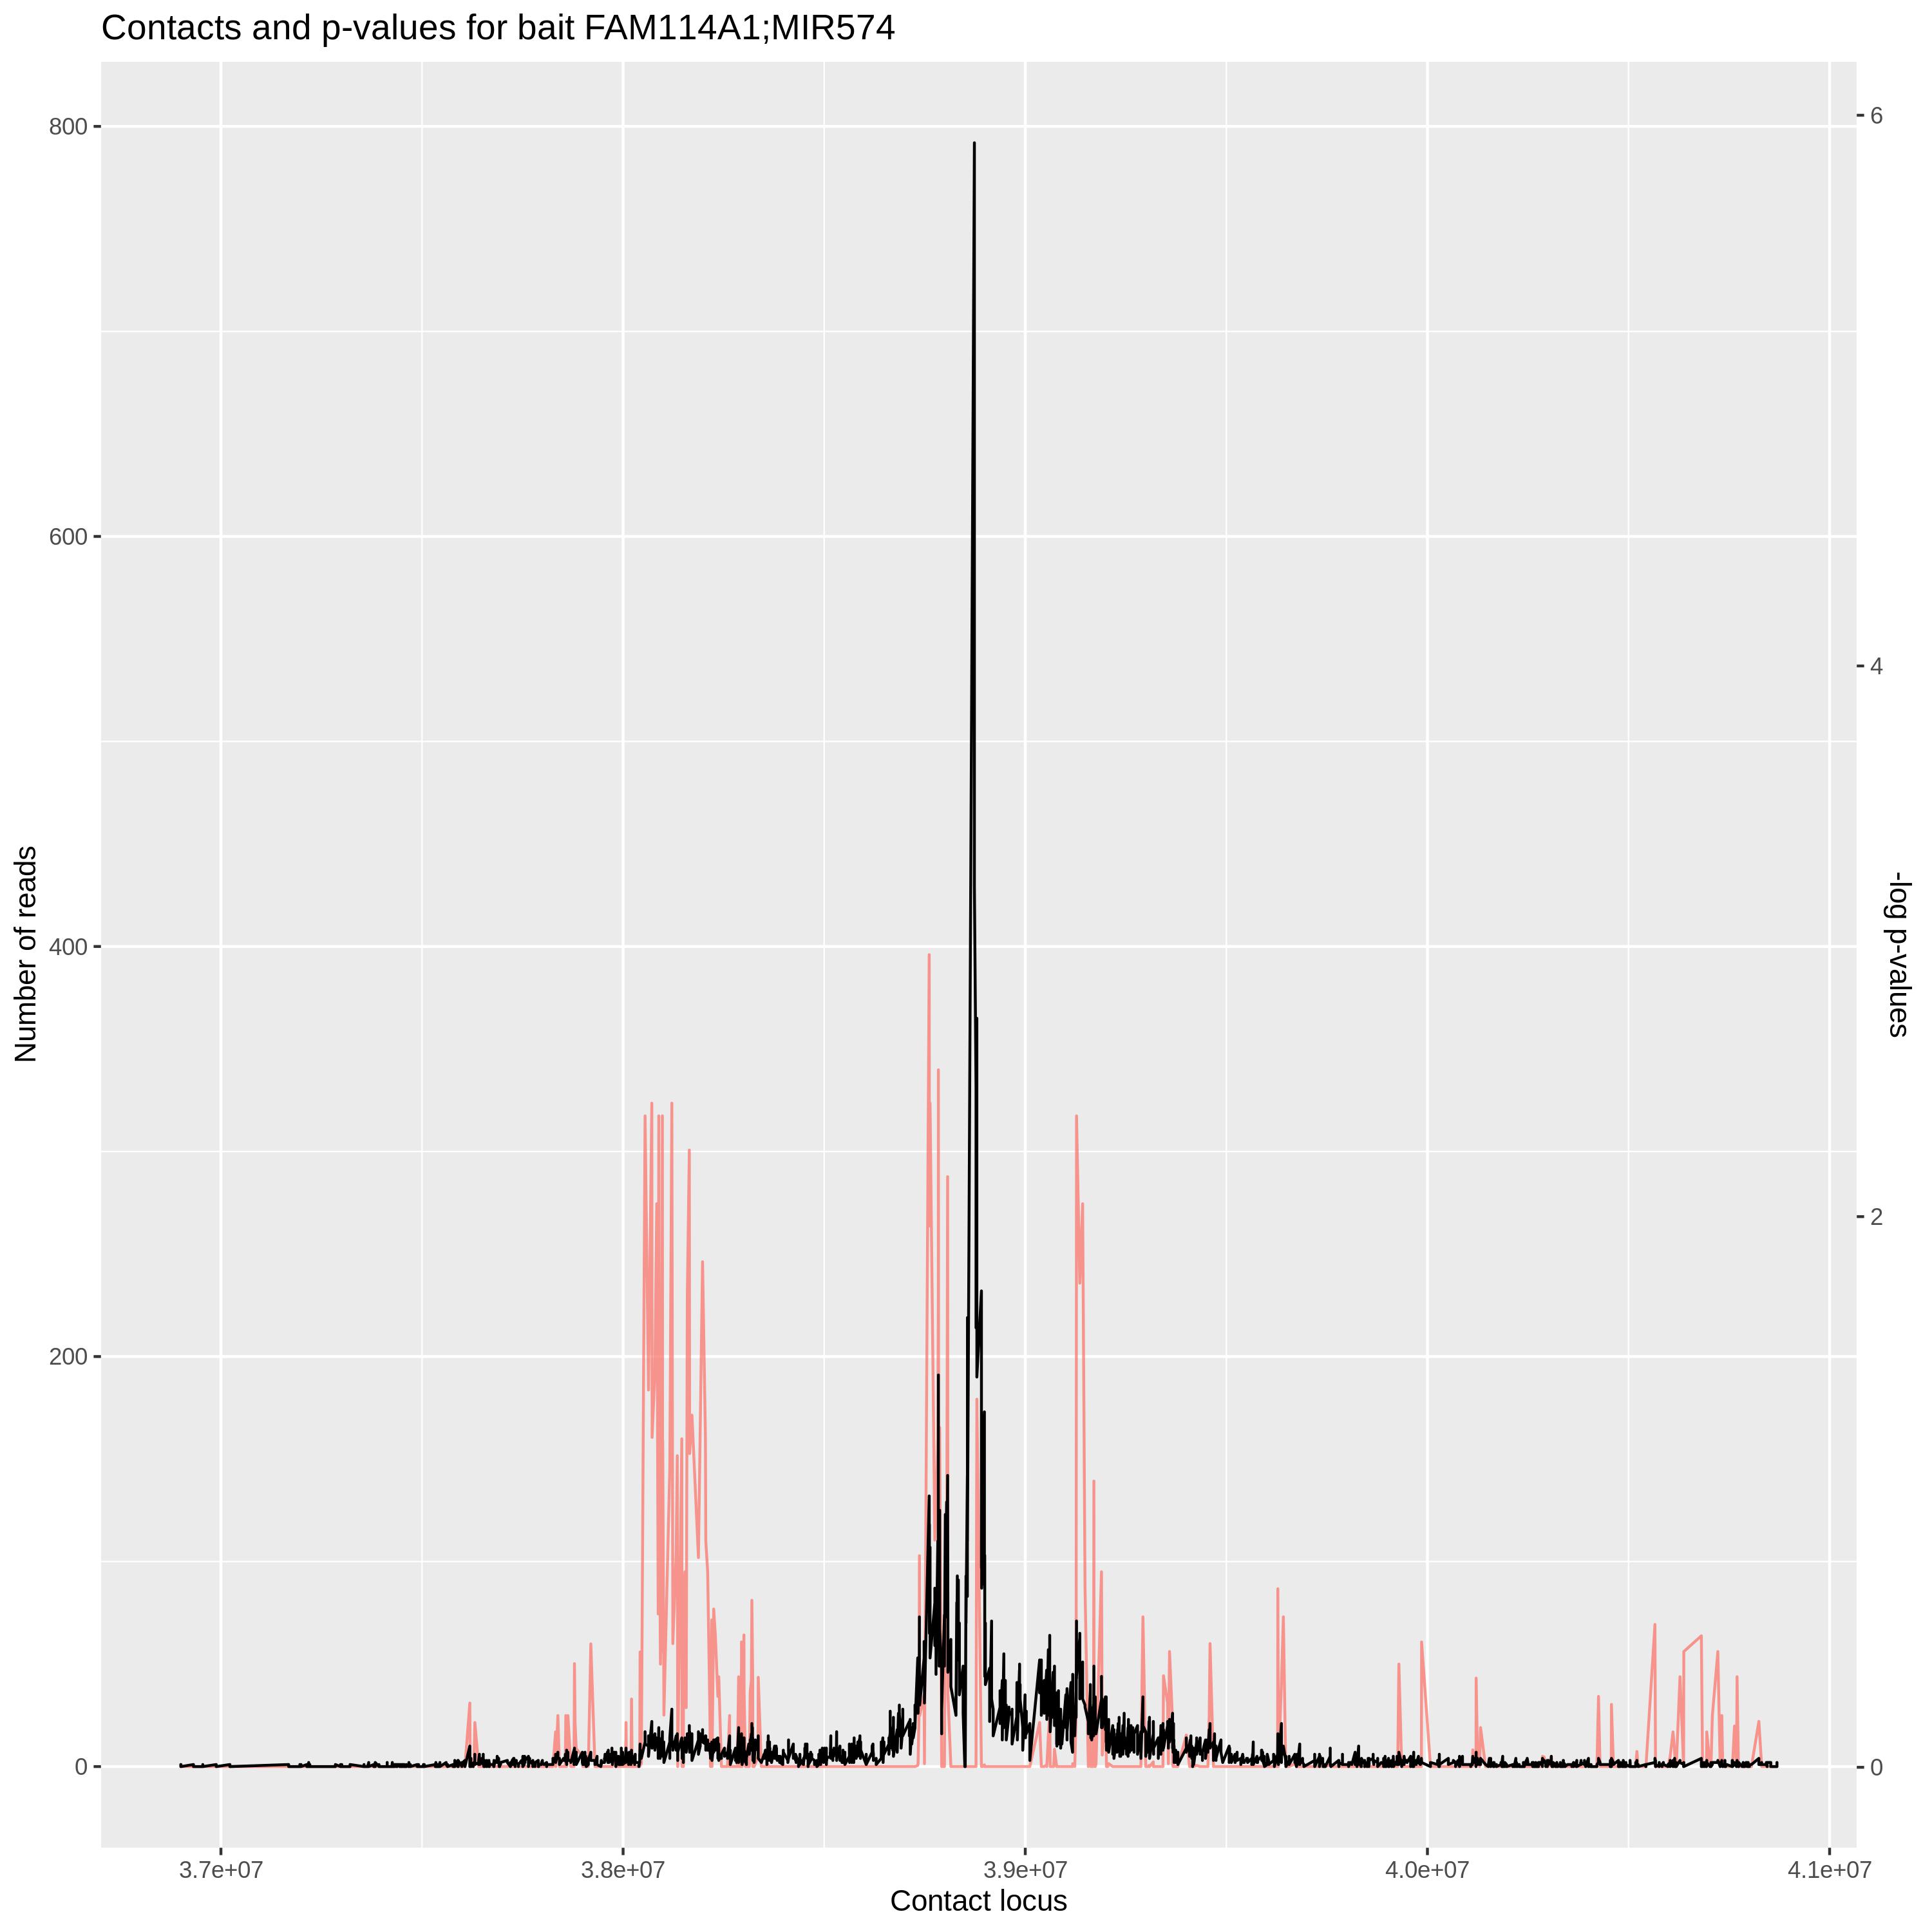 Contacts and p-values for bait FAM114A1;MIR574
800
600
400
200
0
6
4
2
0
Number of reads
-log p-values
3.7e+07 3.8e+07 3.9e+07 4.0e+07 4.1e+07
Contact locus